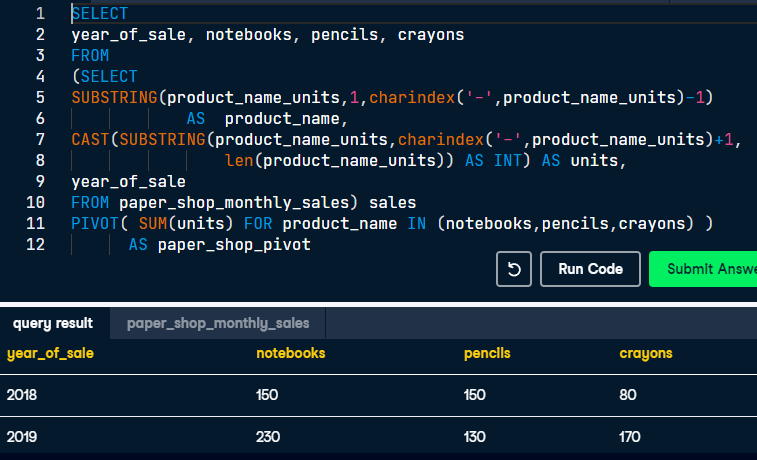 1 SELECT
2 year_of_sale, notebooks, pencils, crayons
3 FROM
4 (SELECT
5 SUBSTRING(product_name_units,1,charindex('-',product_name_units)-1)
6 AS product_name,
7 CAST(SUBSTRING(product_name_units,charindex('-',product_name_units)+1,
8 len(product_name_units)) AS INT) AS units,
9 year_of_sale
10 FROM paper_shop_monthly_sales) sales
11 PIVOT( SUM(units) FOR product_name IN (notebooks,pencils,crayons) )
12 AS paper_shop_pivot
Run Code Submit Answe
query result paper_shop_monthly_sales
year_of_sale notebooks pencils crayons
2018 150 150 80
2019 230 130 170